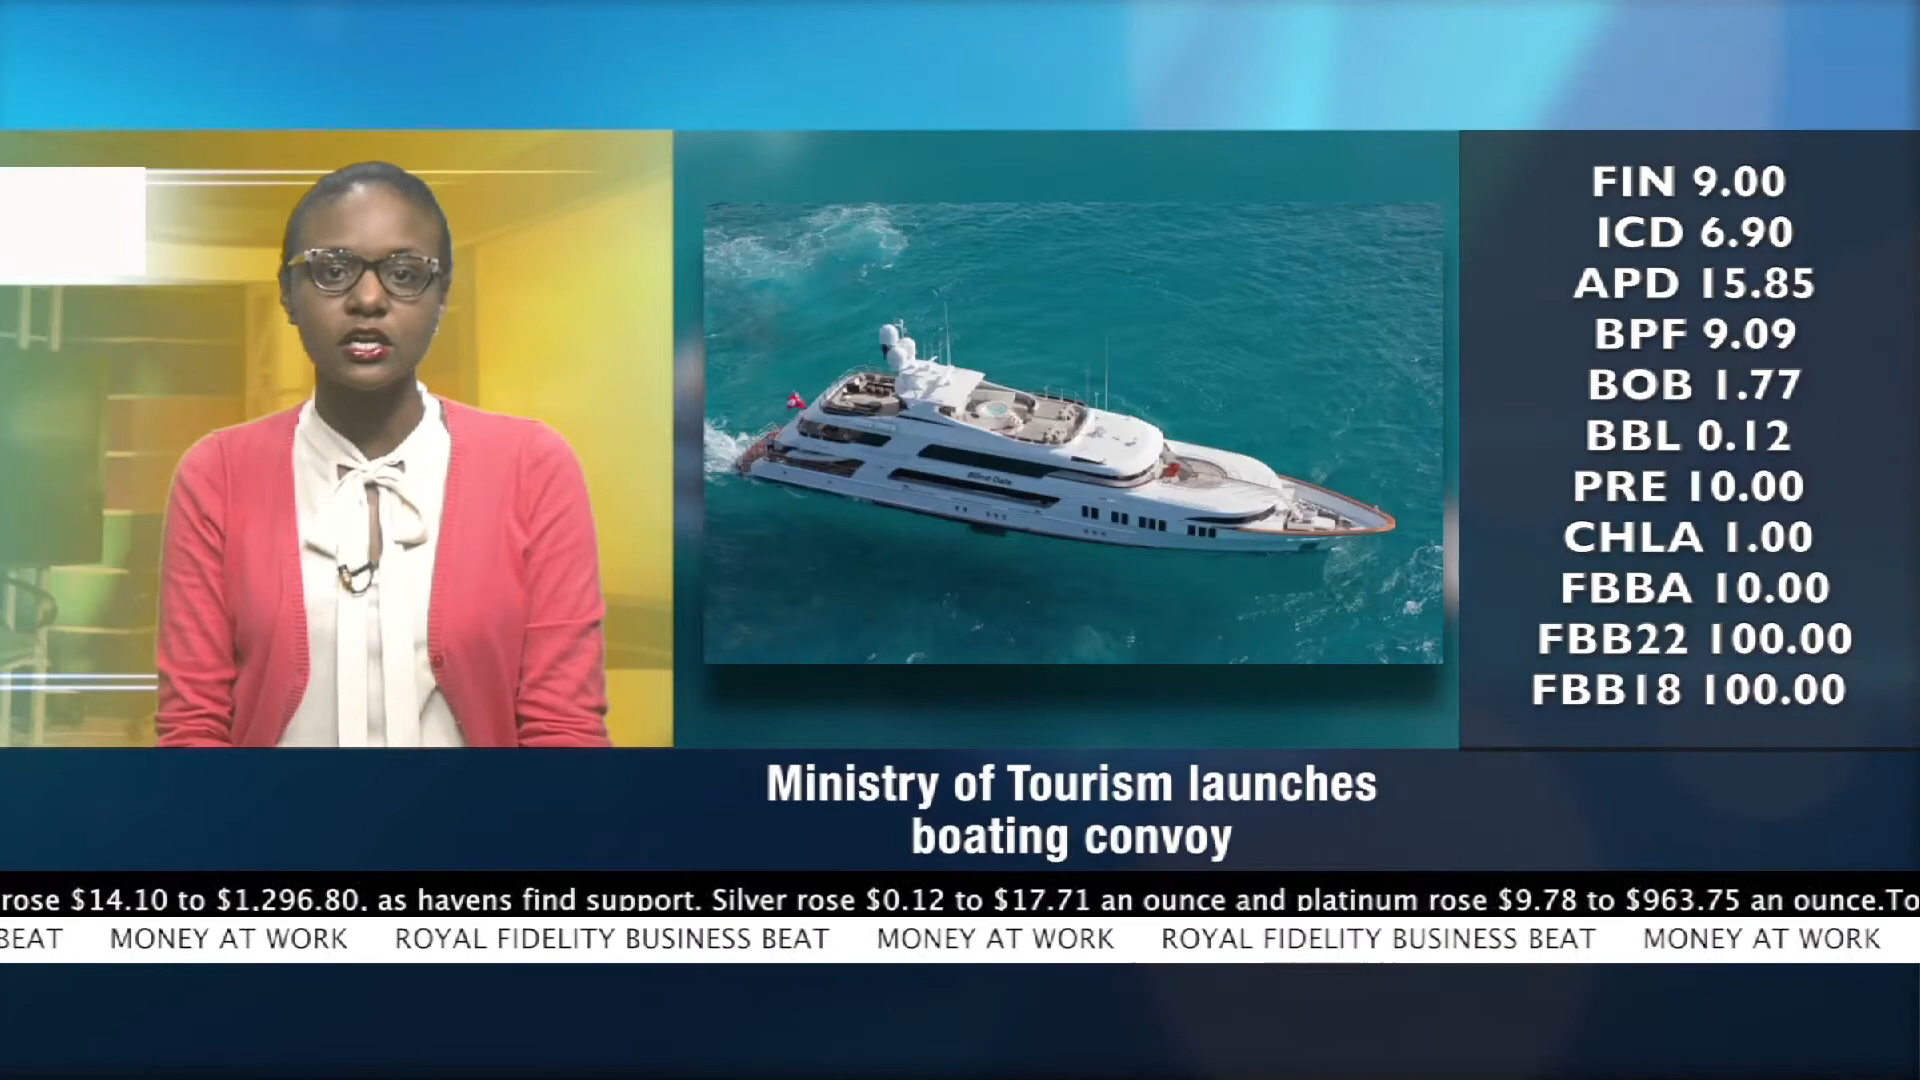 FIN 9.00
ICD 6.90
APD 15.85
BPF 9.09
BOB 1.77
BBL 0.12
PRE 10.00
CHLA 1.00
FBBA 10.00
FBB22 100.00
FBB18 100.00
Ministry of Tourism launches
boating convoy
rose $14.10 to $1,296.80, as havens find support. Silver rose $0.12 to $17.71 an ounce and platinum rose $9.78 to $963.75 an ounce.To
BEAT MONEY AT WORK ROYAL FIDELITY BUSINESS BEAT MONEY AT WORK ROYAL FIDELITY BUSINESS BEAT MONEY AT WORK